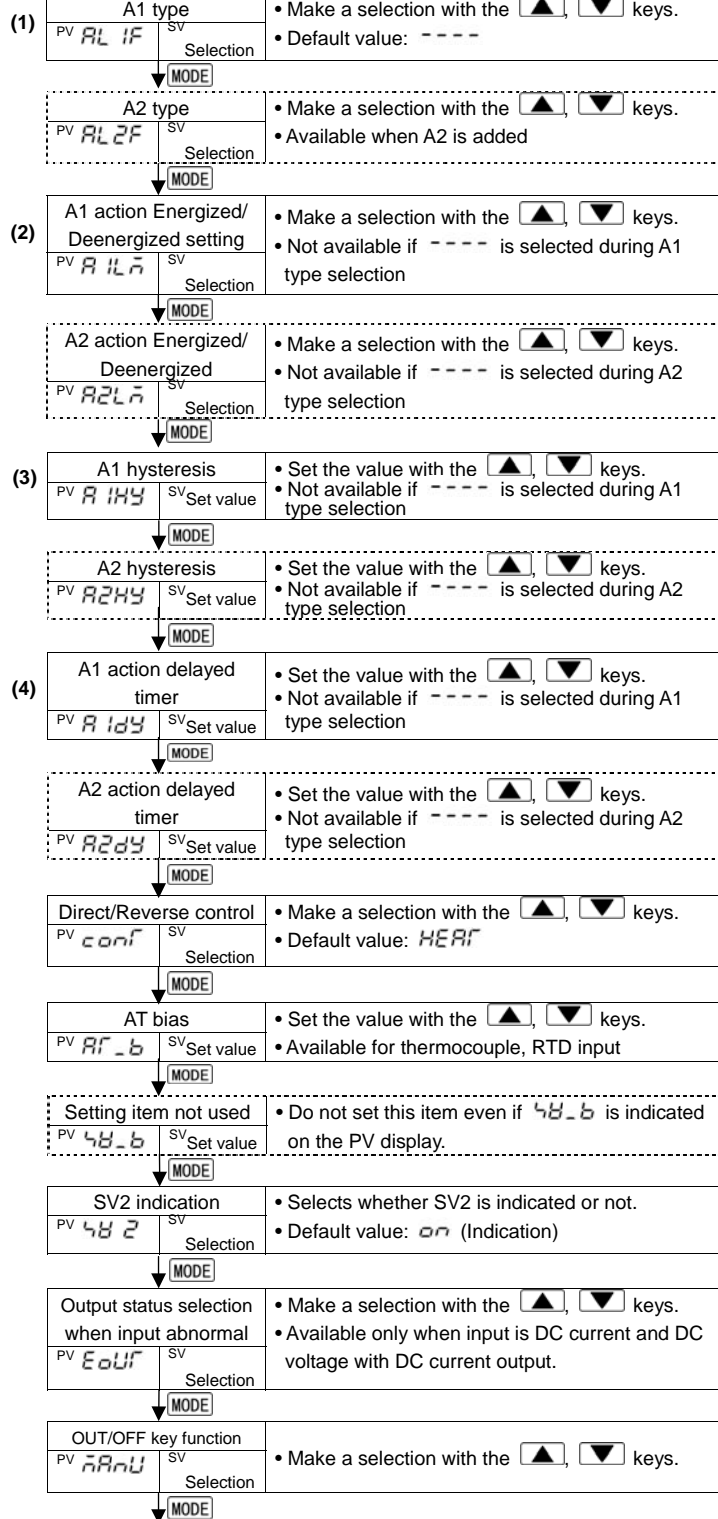 A1 type
• Make a selection with the ▲, ▼ keys.
(1)
PV AL1F SV Selection
• Default value: ----
MODE
A2 type
• Make a selection with the ▲, ▼ keys.
PV AL2F SV Selection
• Available when A2 is added
MODE
(2)
A1 action Energized/
Deenergized setting
PV A1LM SV Selection
• Make a selection with the ▲, ▼ keys.
• Not available if ---- is selected during A1
type selection
MODE
A2 action Energized/
Deenergized
PV A2LM SV Selection
• Make a selection with the ▲, ▼ keys.
• Not available if ---- is selected during A2
type selection
MODE
(3)
A1 hysteresis
PV A1HY SV Set value
• Set the value with the ▲, ▼ keys.
• Not available if ---- is selected during A1
type selection
MODE
A2 hysteresis
PV A2HY SV Set value
• Set the value with the ▲, ▼ keys.
• Not available if ---- is selected during A2
type selection
MODE
(4)
A1 action delayed
timer
PV A1dY SV Set value
• Set the value with the ▲, ▼ keys.
• Not available if ---- is selected during A1
type selection
MODE
A2 action delayed
timer
PV A2dY SV Set value
• Set the value with the ▲, ▼ keys.
• Not available if ---- is selected during A2
type selection
MODE
Direct/Reverse control
PV conT SV Selection
• Make a selection with the ▲, ▼ keys.
• Default value: HEAT
MODE
AT bias
PV AT_b SV Set value
• Set the value with the ▲, ▼ keys.
• Available for thermocouple, RTD input
MODE
Setting item not used
PV SV_b SV Set value
• Do not set this item even if SV_b is indicated
on the PV display.
MODE
SV2 indication
PV SV 2 SV Selection
• Selects whether SV2 is indicated or not.
• Default value: on (Indication)
MODE
Output status selection
when input abnormal
PV EoUT SV Selection
• Make a selection with the ▲, ▼ keys.
• Available only when input is DC current and DC
voltage with DC current output.
MODE
OUT/OFF key function
PV MAnU SV Selection
• Make a selection with the ▲, ▼ keys.
MODE